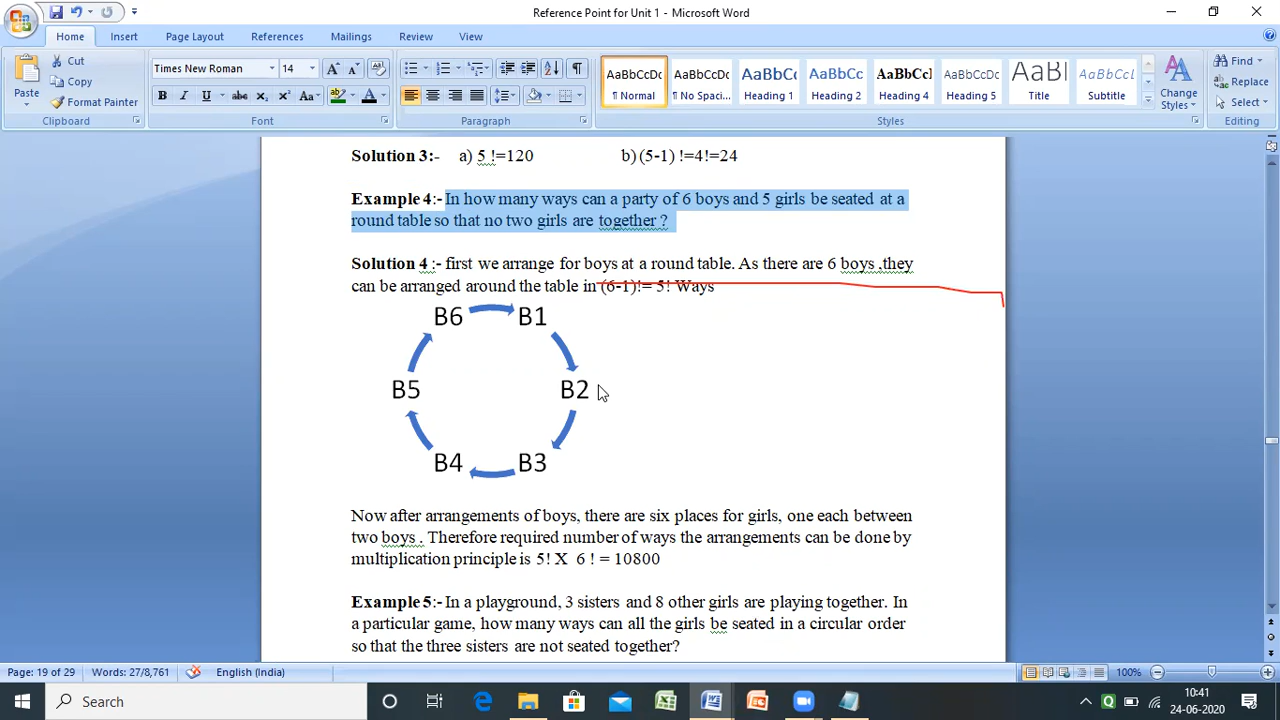 Reference Point for Unit 1 - Microsoft Word
Home Insert Page Layout References Mailings Review View
Paste
Cut
Copy
Format Painter
Clipboard
Times New Roman 14
B I U abc x₂ x² Aa
Font
Paragraph
AaBbCcDc AaBbCcDc AaBbC AaBbCc AaBbCcI AaBbCcDc AaB AaBbCcDc
¶ Normal ¶ No Spaci... Heading 1 Heading 2 Heading 4 Heading 5 Title Subtitle
Change Styles
Styles
Find
Replace
Select
Editing
Solution 3:- a) 5 !=120 b) (5-1) !=4!=24
Example 4:- In how many ways can a party of 6 boys and 5 girls be seated at a
round table so that no two girls are together ?
Solution 4 :- first we arrange for boys at a round table. As there are 6 boys .they
can be arranged around the table in (6-1)!= 5! Ways
B6 B1
B5 B2
B4 B3
Now after arrangements of boys, there are six places for girls, one each between
two boys . Therefore required number of ways the arrangements can be done by
multiplication principle is 5! X 6 ! = 10800
Example 5:- In a playground, 3 sisters and 8 other girls are playing together. In
a particular game, how many ways can all the girls be seated in a circular order
so that the three sisters are not seated together?
Page: 19 of 29 Words: 27/8,761 English (India) 100%
Search
10:41
24-06-2020